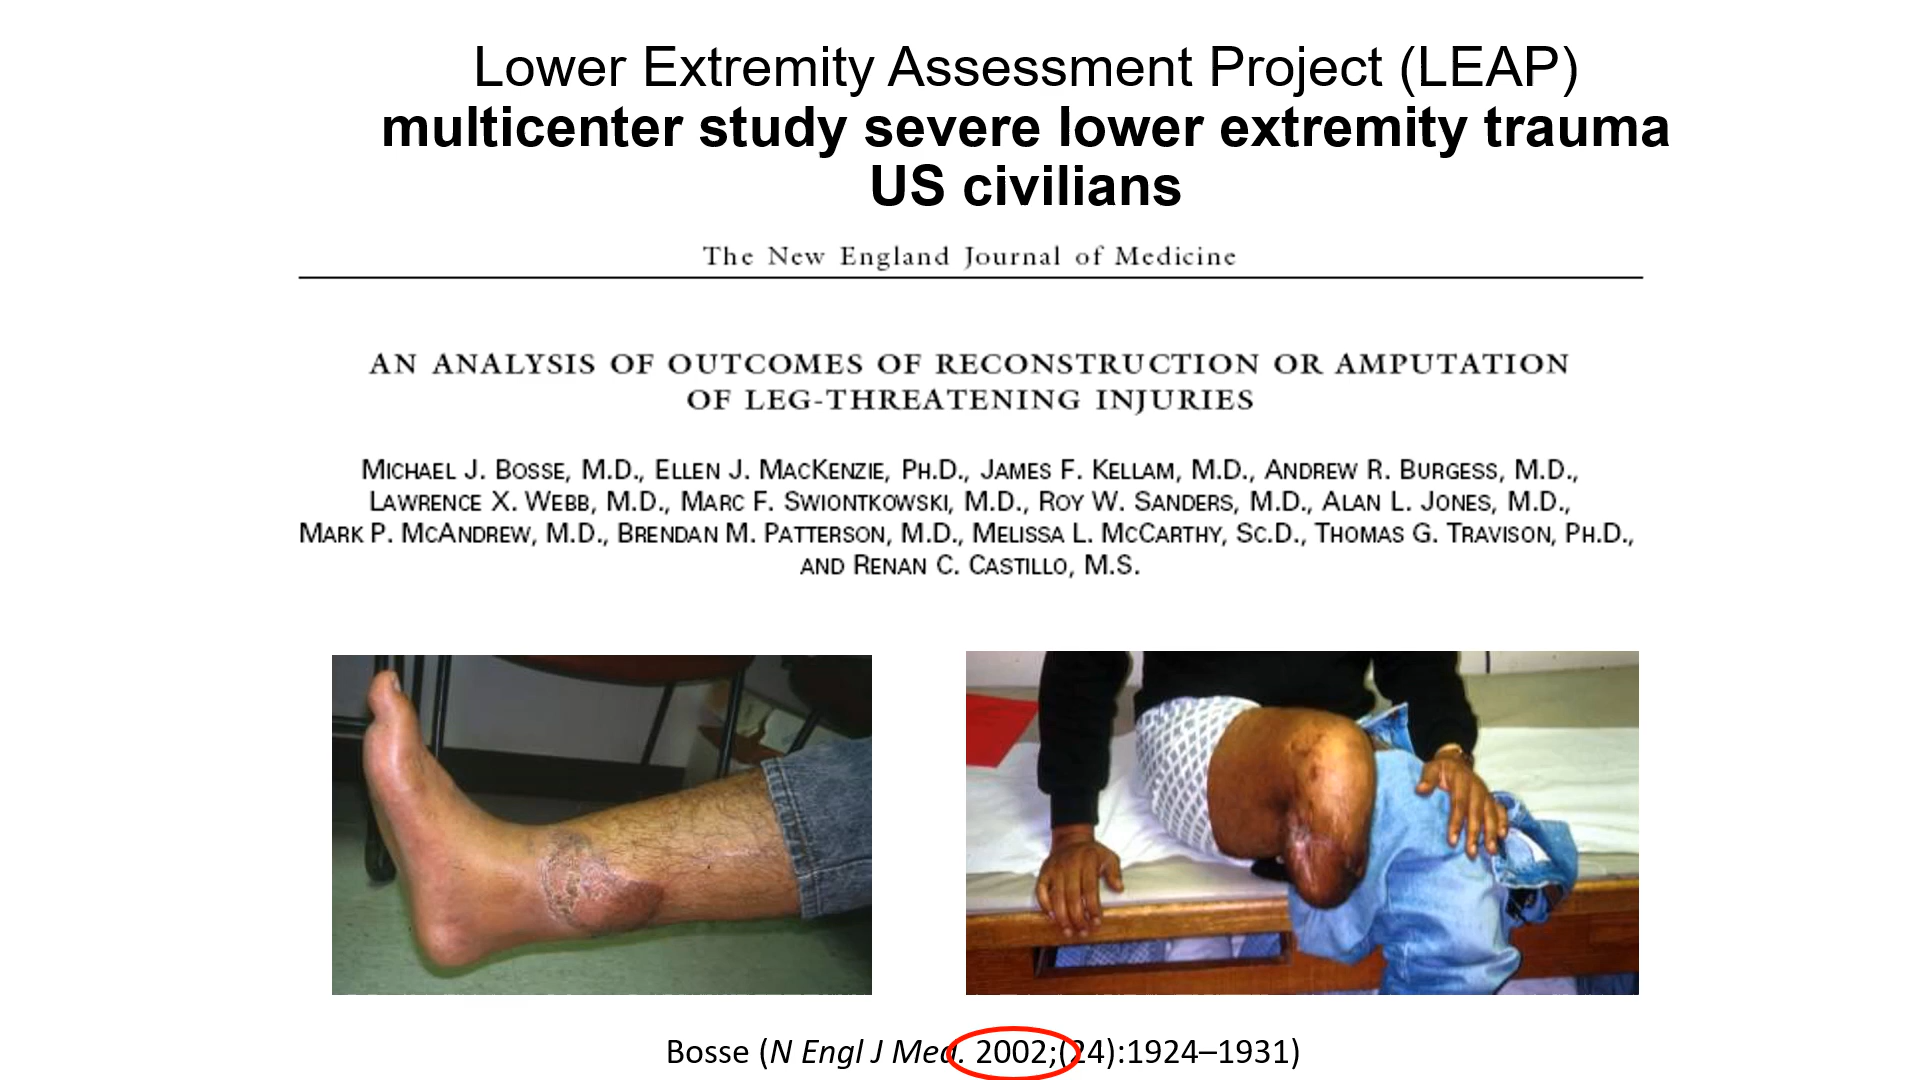 Lower Extremity Assessment Project (LEAP)
multicenter study severe lower extremity trauma
US civilians
The New England Journal of Medicine
AN ANALYSIS OF OUTCOMES OF RECONSTRUCTION OR AMPUTATION
OF LEG-THREATENING INJURIES
MICHAEL J. BOSSE, M.D., ELLEN J. MACKENZIE, PH.D., JAMES F. KELLAM, M.D., ANDREW R. BURGESS, M.D.,
LAWRENCE X. WEBB, M.D., MARC F. SWIONTKOWSKI, M.D., ROY W. SANDERS, M.D., ALAN L. JONES, M.D.,
MARK P. MCANDREW, M.D., BRENDAN M. PATTERSON, M.D., MELISSA L. MCCARTHY, SC.D., THOMAS G. TRAVISON, PH.D.,
AND RENAN C. CASTILLO, M.S.
Bosse (N Engl J Med. 2002;(24):1924–1931)